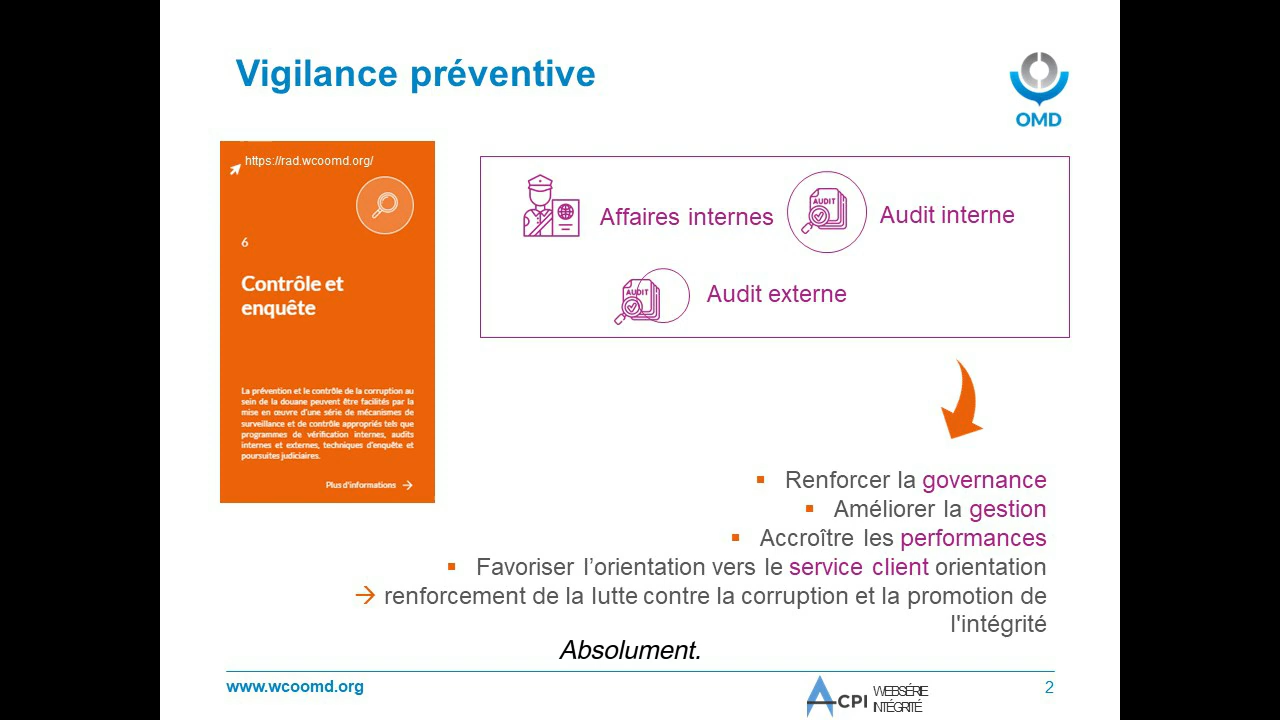 Vigilance préventive
OMD
https://rad.wcoomd.org/
6
Contrôle et
enquête
La prévention et le contrôle de la corruption au
sein de la douane peuvent être facilités par la
mise en œuvre d'une série de mécanismes de
surveillance et de contrôle appropriés tels que
programmes de vérification internes, audits
internes et externes, techniques d'enquête et
poursuites judiciaires.
Plus d'informations →
Affaires internes
AUDIT
Audit interne
AUDIT
Audit externe
▪ Renforcer la governance
▪ Améliorer la gestion
▪ Accroître les performances
▪ Favoriser l’orientation vers le service client orientation
→ renforcement de la lutte contre la corruption et la promotion de
l'intégrité
Absolument.
www.wcoomd.org
ACPI WEBSÉRIE
INTÉGRITÉ
2